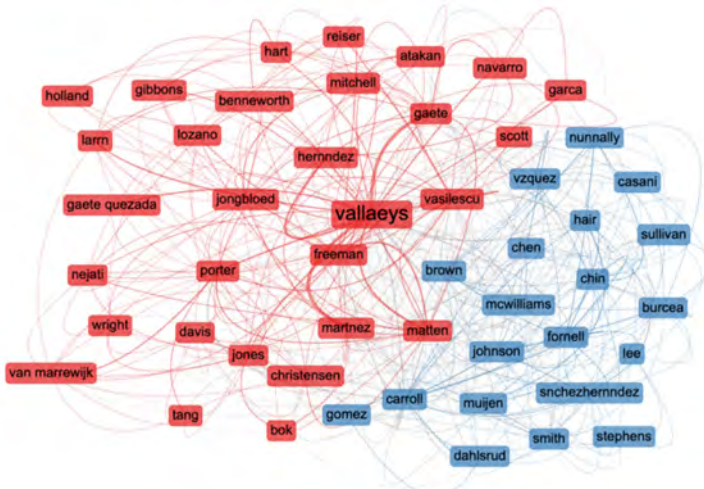 reiser
hart
atakan
navarro
mitchell
gibbons
garca
holland
benneworth
gaete
larrn
lozano
scott
nunnally
hernndez
vzquez
casani
gaete quezada
jongbloed
vasilescu
vallaeys
hair
sullivan
chen
freeman
nejati
porter
brown
chin
mcwilliams
burcea
wright
davis
martnez
matten
fornell
johnson
lee
jones
van marrewijk
christensen
snchezhernndez
carroll
muijen
tang
gomez
bok
smith
stephens
dahlsrud